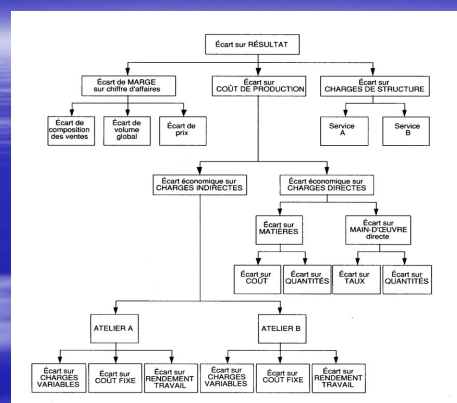 Écart sur RÉSULTAT
Écart de MARGE
sur chiffre d'affaires
Écart sur
COÛT DE PRODUCTION
Écart sur
CHARGES DE STRUCTURE
Écart de
composition
des ventes
Écart de
volume
global
Écart de
prix
Service
A
Service
B
Écart économique sur
CHARGES INDIRECTES
Écart économique sur
CHARGES DIRECTES
Écart sur
MATIÈRES
Écart sur
MAIN-D'ŒUVRE
directe
Écart sur
COÛT
Écart sur
QUANTITÉS
Écart sur
TAUX
Écart sur
QUANTITÉS
ATELIER A
ATELIER B
Écart sur
CHARGES
VARIABLES
Écart sur
COÛT FIXE
Écart sur
RENDEMENT
TRAVAIL
Écart sur
CHARGES
VARIABLES
Écart sur
COÛT FIXE
Écart sur
RENDEMENT
TRAVAIL